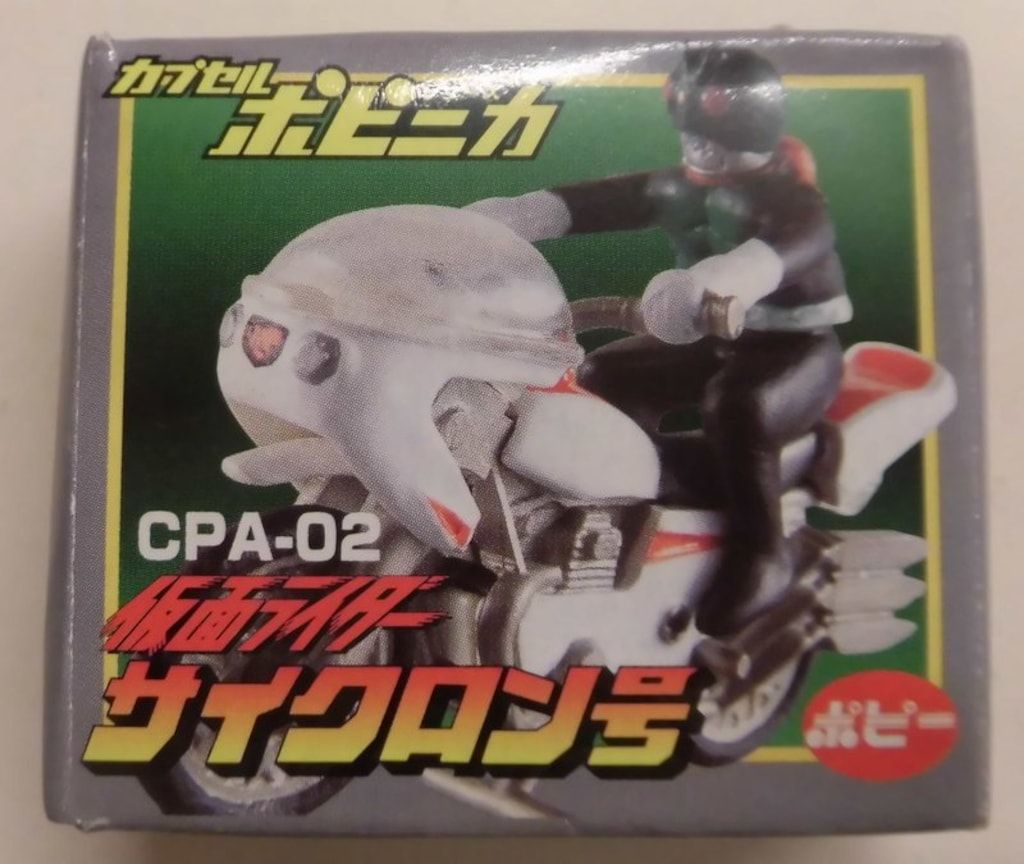 カプセル
ポピニカ
CPA-02
仮面ライダー
サイクロン号
ポピー